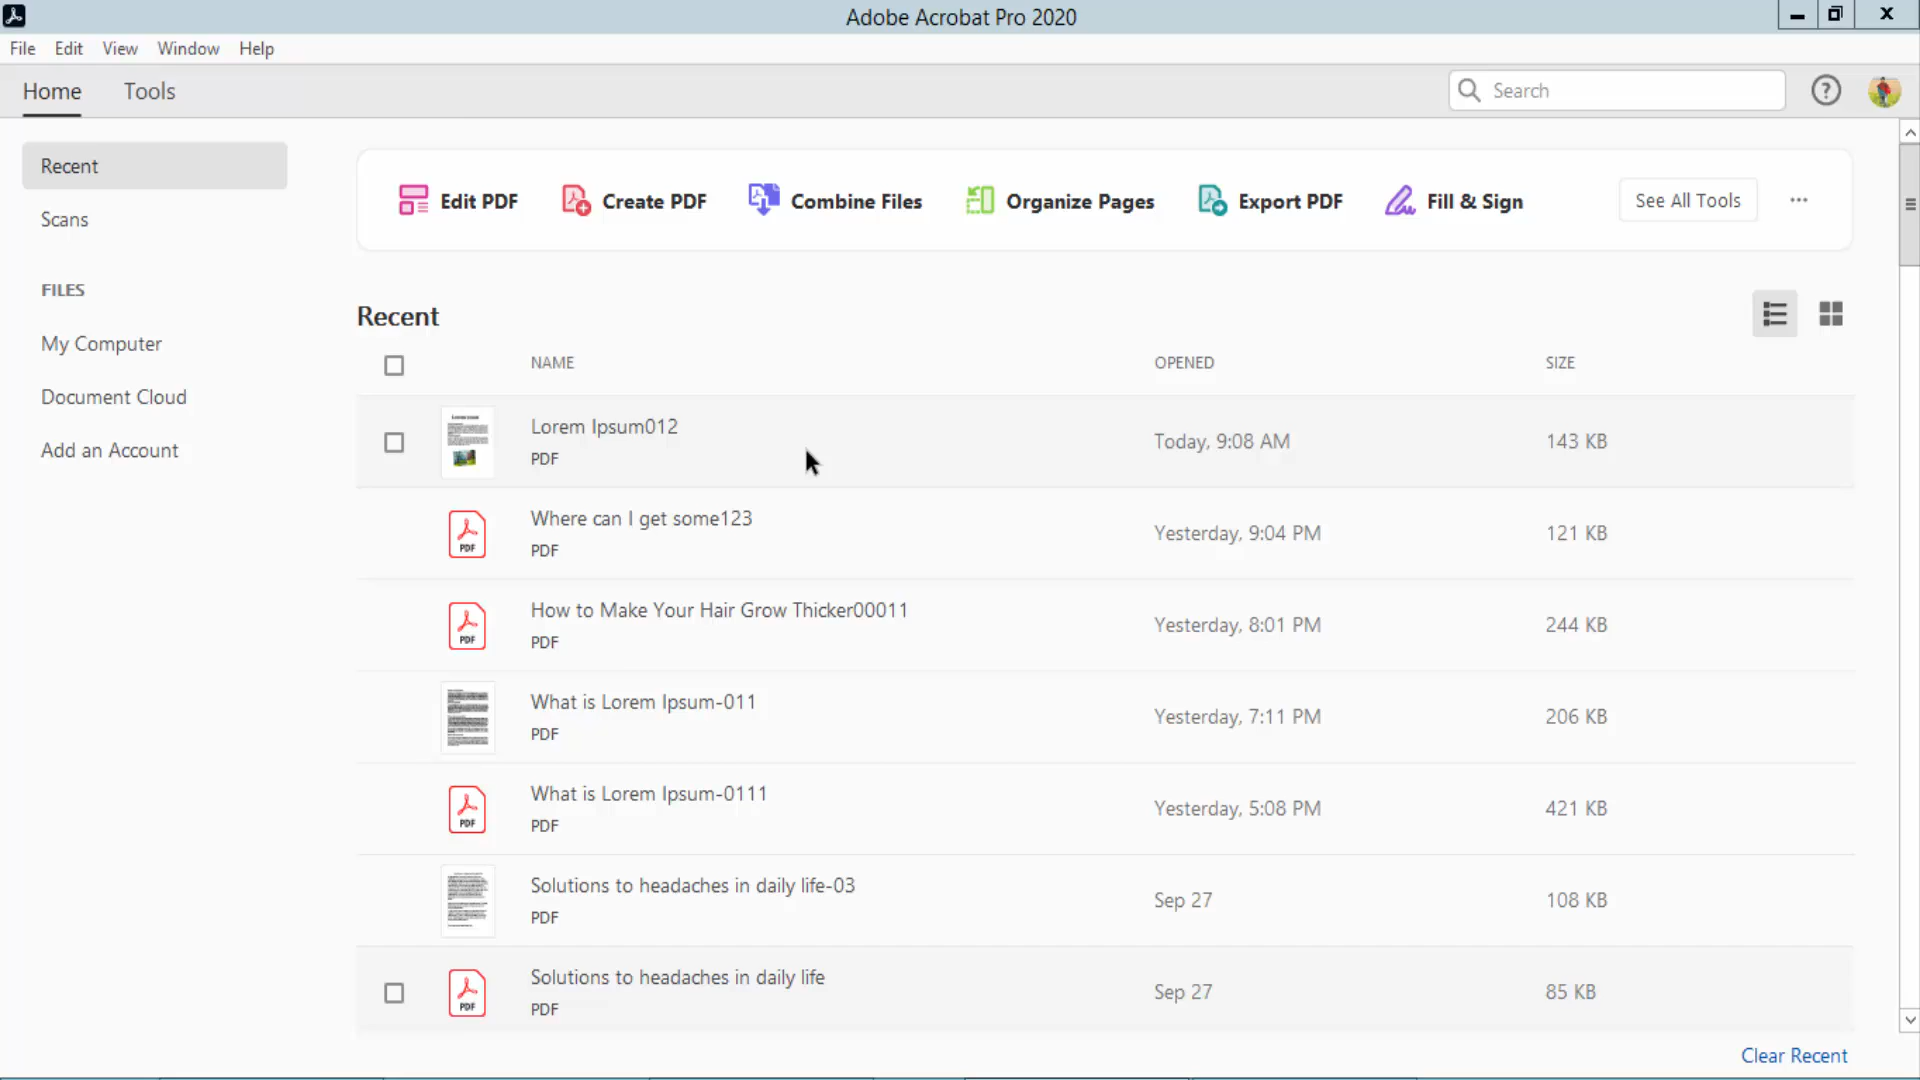 Adobe Acrobat Pro 2020
File Edit View Window Help
Home Tools
Search
Recent
Scans
FILES
My Computer
Document Cloud
Add an Account
Edit PDF Create PDF Combine Files Organize Pages Export PDF Fill & Sign See All Tools
Recent
NAME OPENED SIZE
Lorem Ipsum012
PDF
Today, 9:08 AM 143 KB
Where can I get some123
PDF
Yesterday, 9:04 PM 121 KB
How to Make Your Hair Grow Thicker00011
PDF
Yesterday, 8:01 PM 244 KB
What is Lorem Ipsum-011
PDF
Yesterday, 7:11 PM 206 KB
What is Lorem Ipsum-0111
PDF
Yesterday, 5:08 PM 421 KB
Solutions to headaches in daily life-03
PDF
Sep 27 108 KB
Solutions to headaches in daily life
PDF
Sep 27 85 KB
Clear Recent